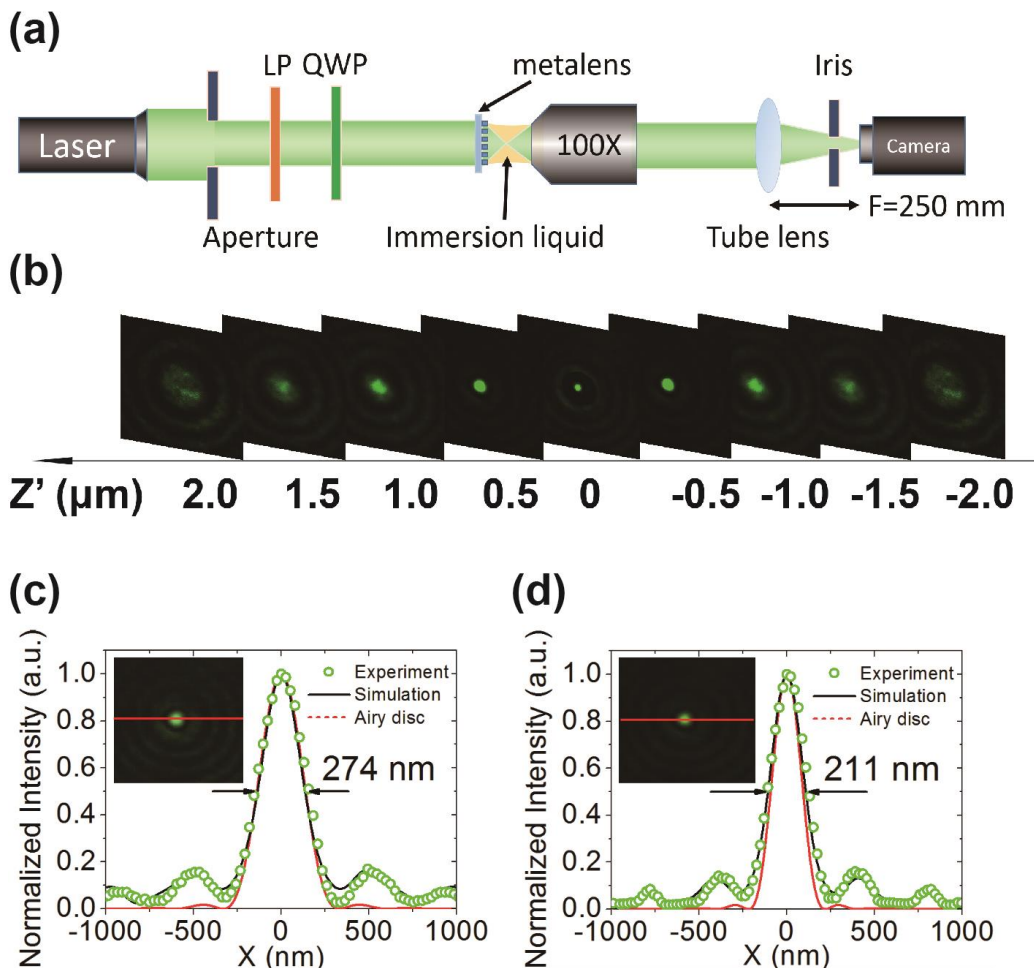 (a)
LP QWP metalens Iris
Laser 100X Camera
Aperture Immersion liquid Tube lens F=250 mm
(b)
Z' (µm) 2.0 1.5 1.0 0.5 0 -0.5 -1.0 -1.5 -2.0
(c)
Normalized Intensity (a.u.)
1.0
0.8
0.6
0.4
0.2
0.0
Experiment
Simulation
Airy disc
274 nm
-1000 -500 0 500 1000
X (nm)
(d)
Normalized Intensity (a.u.)
1.0
0.8
0.6
0.4
0.2
0.0
Experiment
Simulation
Airy disc
211 nm
-1000 -500 0 500 1000
X (nm)